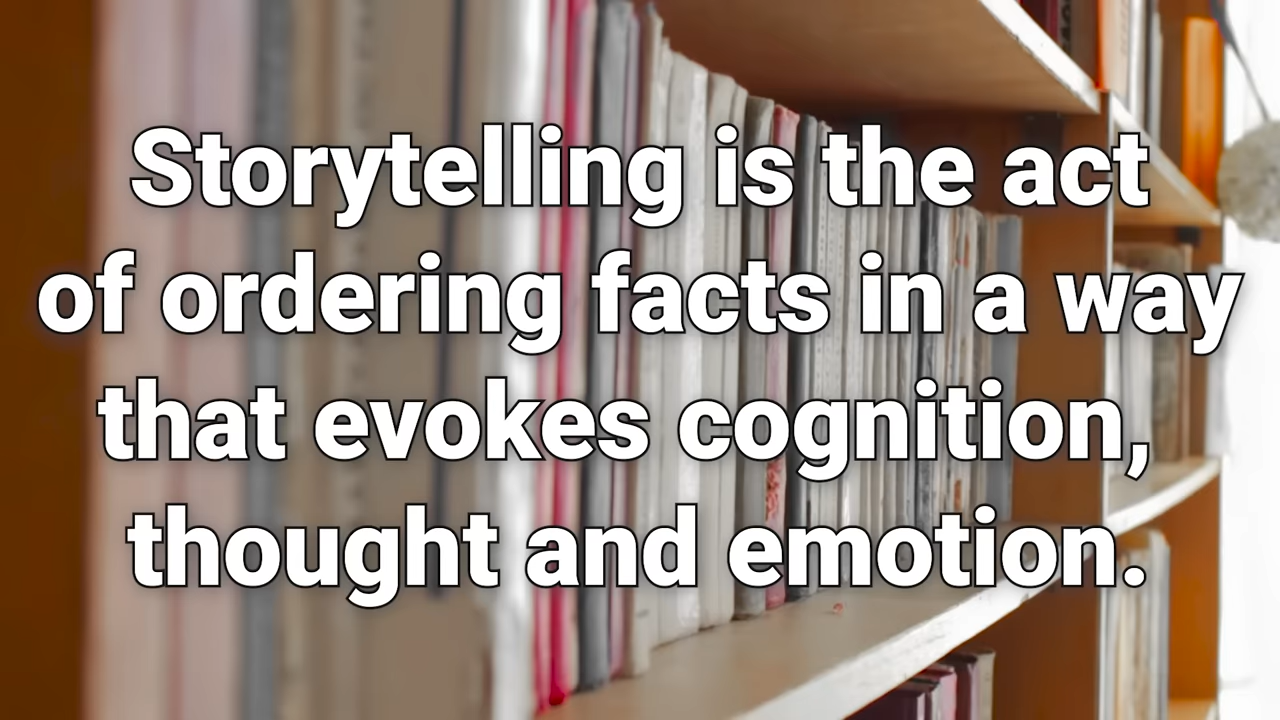 Storytelling is the act
of ordering facts in a way
that evokes cognition,
thought and emotion.